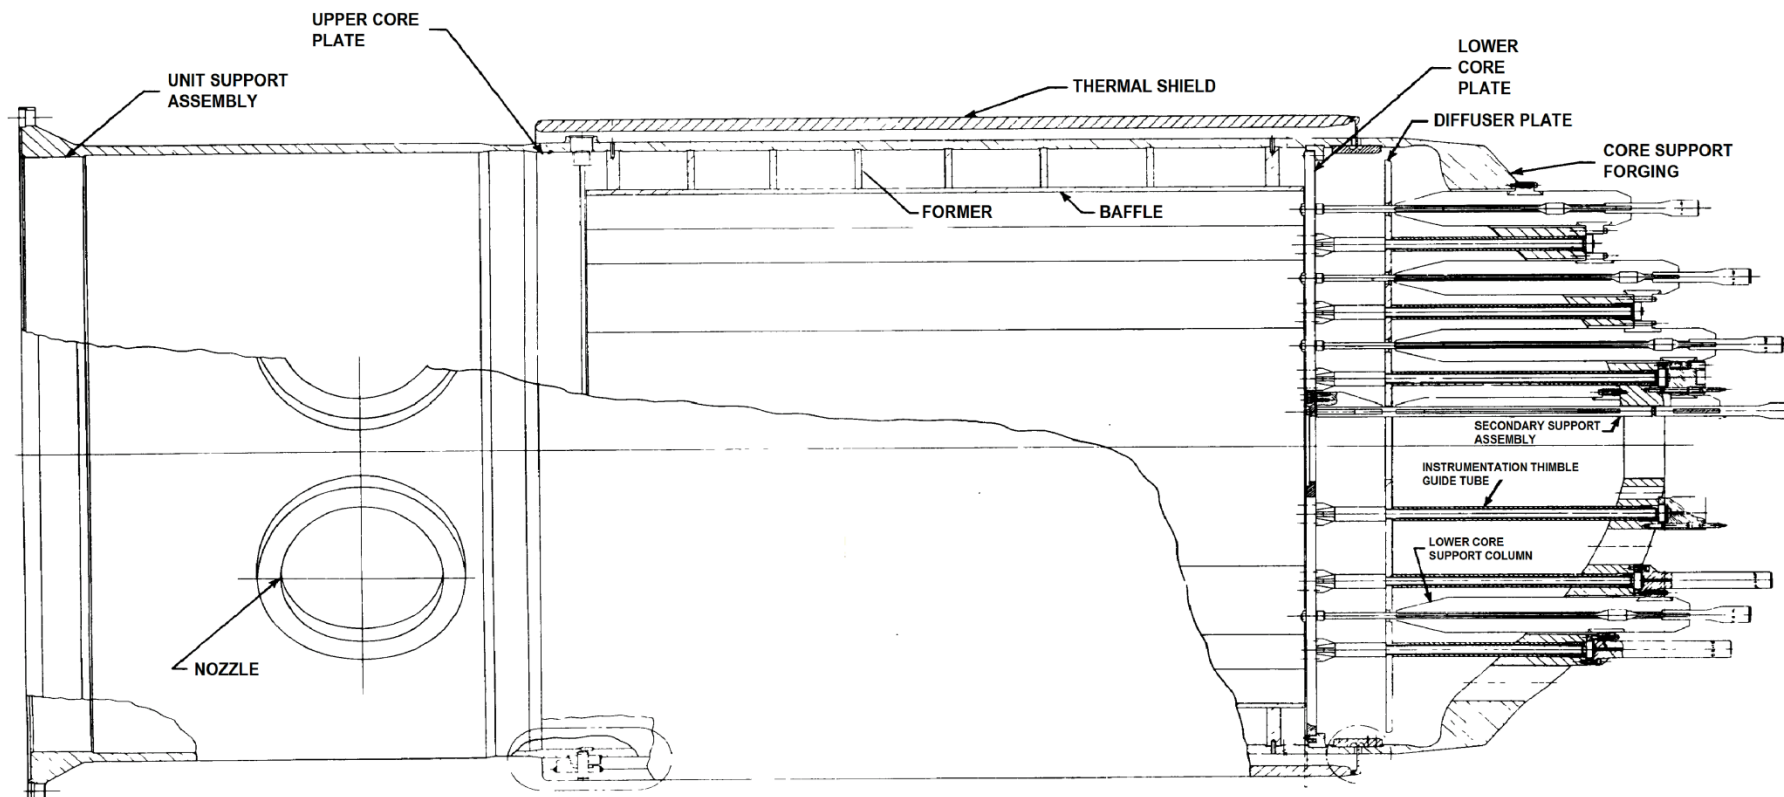 UPPER CORE
PLATE
UNIT SUPPORT
ASSEMBLY
THERMAL SHIELD
LOWER
CORE
PLATE
DIFFUSER PLATE
CORE SUPPORT
FORGING
FORMER
BAFFLE
SECONDARY SUPPORT
ASSEMBLY
INSTRUMENTATION THIMBLE
GUIDE TUBE
LOWER CORE
SUPPORT COLUMN
NOZZLE